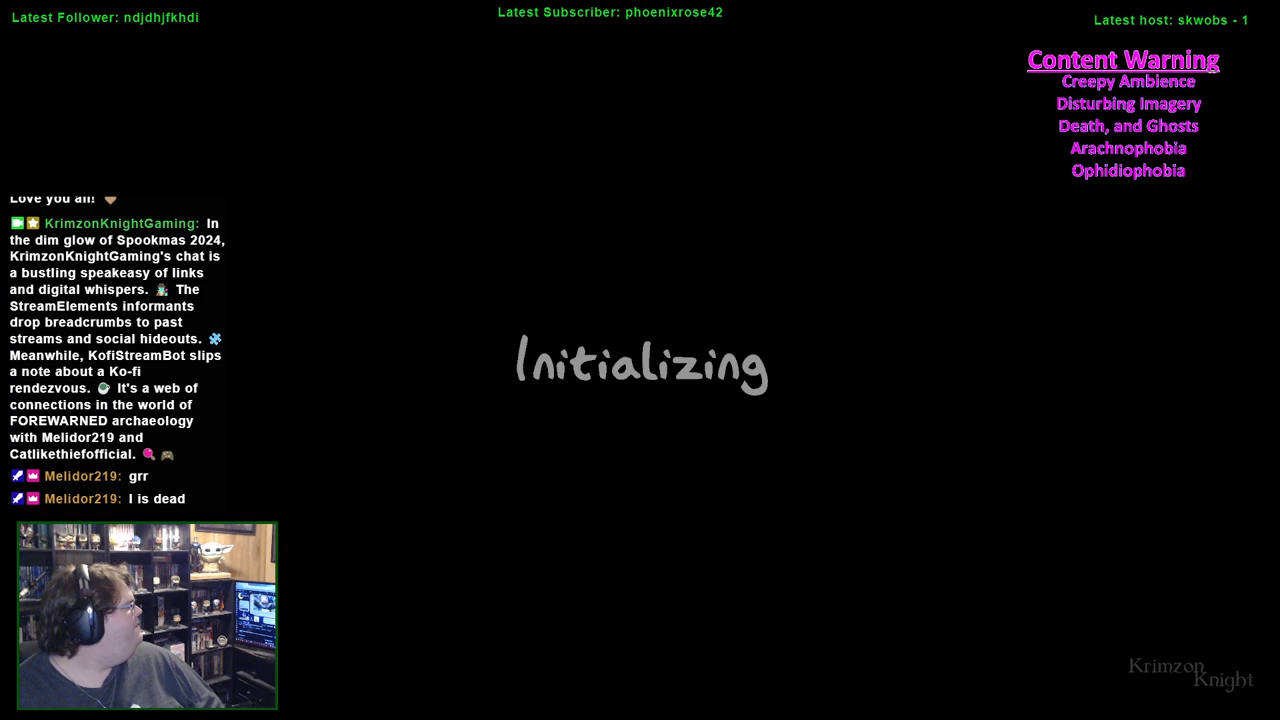 Latest Follower: ndjdhjfkhdi
Latest Subscriber: phoenixrose42
Latest host: skwobs - 1
Content Warning
Creepy Ambience
Disturbing Imagery
Death, and Ghosts
Arachnophobia
Ophidiophobia
Love you all!
KrimzonKnightGaming: In
the dim glow of Spookmas 2024,
KrimzonKnightGaming's chat is
a bustling speakeasy of links
and digital whispers. The
StreamElements informants
drop breadcrumbs to past
streams and social hideouts.
Meanwhile, KofiStreamBot slips
a note about a Ko-fi
rendezvous. It's a web of
connections in the world of
FOREWARNED archaeology
with Melidor219 and
Catlikethiefofficial.
Melidor219: grr
Melidor219: I is dead
Initializing
Krimzon
Knight